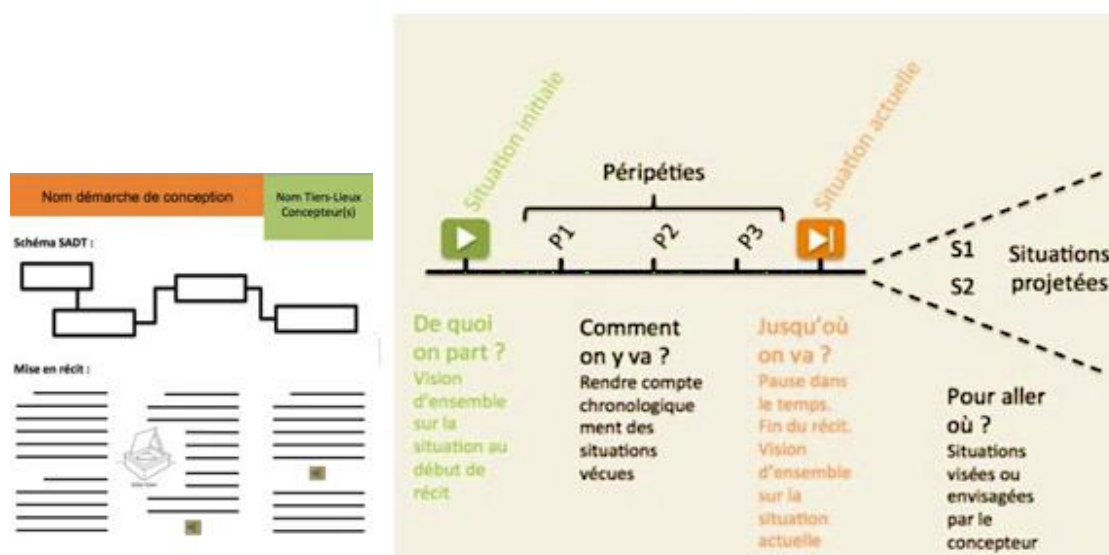 Nom démarche de conception
Nom Tiers-Lieux
Concepteur(s)
Schéma SADT :
Mise en récit :
Situation initiale
Péripéties
P1
P2
P3
Situation actuelle
S1
S2
Situations
projetées
De quoi
on part ?
Vision
d'ensemble
sur la
situation au
début de
récit
Comment
on y va ?
Rendre compte
chronologique
ment des
situations
vécues
Jusqu'où
on va ?
Pause dans
le temps.
Fin du récit.
Vision
d'ensemble
sur la
situation
actuelle
Pour aller
où ?
Situations
visées ou
envisagées
par le
concepteur